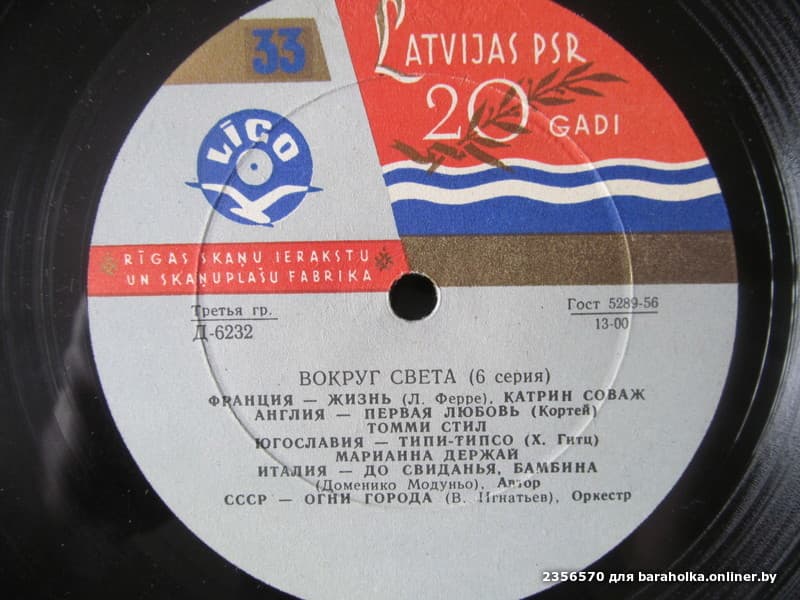 33
LATVIJAS PSR
20 GADI
LĪGO
RĪGAS SKAŅU IERAKSTU
UN SKAŅUPLAŠU FABRIKA
Третья гр.
Д-6232
Гост 5289-56
13-00
ВОКРУГ СВЕТА (6 серия)
ФРАНЦИЯ — ЖИЗНЬ (Л. Ферре), КАТРИН СОВАЖ
АНГЛИЯ — ПЕРВАЯ ЛЮБОВЬ (Кортей)
ТОММИ СТИЛ
ЮГОСЛАВИЯ — ТИПИ-ТИПСО (Х. Гитц)
МАРИАННА ДЕРЖАЙ
ИТАЛИЯ — ДО СВИДАНЬЯ, БАМБИНА
(Доменико Модуньо), Автор
СССР — ОГНИ ГОРОДА (В. Игнатьев), Оркестр
2356570 для baraholka.onliner.by